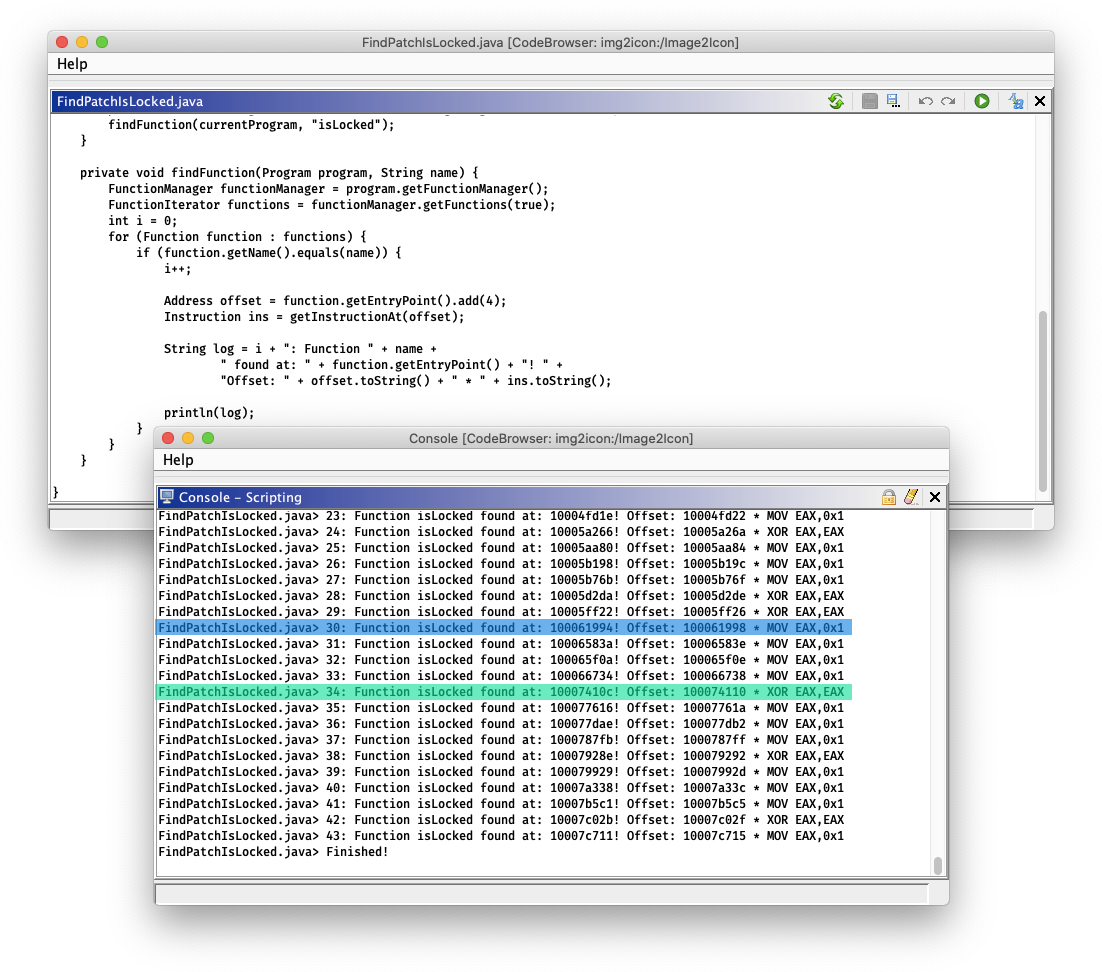 FindPatchIsLocked.java [CodeBrowser: img2icon:/Image2Icon]
Help
FindPatchIsLocked.java
findFunction(currentProgram, "isLocked");
}
private void findFunction(Program program, String name) {
FunctionManager functionManager = program.getFunctionManager();
FunctionIterator functions = functionManager.getFunctions(true);
int i = 0;
for (Function function : functions) {
if (function.getName().equals(name)) {
i++;
Address offset = function.getEntryPoint().add(4);
Instruction ins = getInstructionAt(offset);
String log = i + ": Function " + name +
" found at: " + function.getEntryPoint() + "! " +
"Offset: " + offset.toString() + " * " + ins.toString();
println(log);
}
}
}
}
Console [CodeBrowser: img2icon:/Image2Icon]
Help
Console - Scripting
FindPatchIsLocked.java> 23: Function isLocked found at: 10004fd1e! Offset: 10004fd22 * MOV EAX,0x1
FindPatchIsLocked.java> 24: Function isLocked found at: 10005a266! Offset: 10005a26a * XOR EAX,EAX
FindPatchIsLocked.java> 25: Function isLocked found at: 10005aa80! Offset: 10005aa84 * MOV EAX,0x1
FindPatchIsLocked.java> 26: Function isLocked found at: 10005b198! Offset: 10005b19c * MOV EAX,0x1
FindPatchIsLocked.java> 27: Function isLocked found at: 10005b76b! Offset: 10005b76f * MOV EAX,0x1
FindPatchIsLocked.java> 28: Function isLocked found at: 10005d2da! Offset: 10005d2de * XOR EAX,EAX
FindPatchIsLocked.java> 29: Function isLocked found at: 10005ff22! Offset: 10005ff26 * XOR EAX,EAX
FindPatchIsLocked.java> 30: Function isLocked found at: 100061994! Offset: 100061998 * MOV EAX,0x1
FindPatchIsLocked.java> 31: Function isLocked found at: 10006583a! Offset: 10006583e * MOV EAX,0x1
FindPatchIsLocked.java> 32: Function isLocked found at: 100065f0a! Offset: 100065f0e * MOV EAX,0x1
FindPatchIsLocked.java> 33: Function isLocked found at: 100066734! Offset: 100066738 * MOV EAX,0x1
FindPatchIsLocked.java> 34: Function isLocked found at: 10007410c! Offset: 100074110 * XOR EAX,EAX
FindPatchIsLocked.java> 35: Function isLocked found at: 100077616! Offset: 10007761a * MOV EAX,0x1
FindPatchIsLocked.java> 36: Function isLocked found at: 100077dae! Offset: 100077db2 * MOV EAX,0x1
FindPatchIsLocked.java> 37: Function isLocked found at: 1000787fb! Offset: 1000787ff * MOV EAX,0x1
FindPatchIsLocked.java> 38: Function isLocked found at: 10007928e! Offset: 100079292 * XOR EAX,EAX
FindPatchIsLocked.java> 39: Function isLocked found at: 100079929! Offset: 10007992d * MOV EAX,0x1
FindPatchIsLocked.java> 40: Function isLocked found at: 10007a338! Offset: 10007a33c * MOV EAX,0x1
FindPatchIsLocked.java> 41: Function isLocked found at: 10007b5c1! Offset: 10007b5c5 * MOV EAX,0x1
FindPatchIsLocked.java> 42: Function isLocked found at: 10007c02b! Offset: 10007c02f * XOR EAX,EAX
FindPatchIsLocked.java> 43: Function isLocked found at: 10007c711! Offset: 10007c715 * MOV EAX,0x1
FindPatchIsLocked.java> Finished!